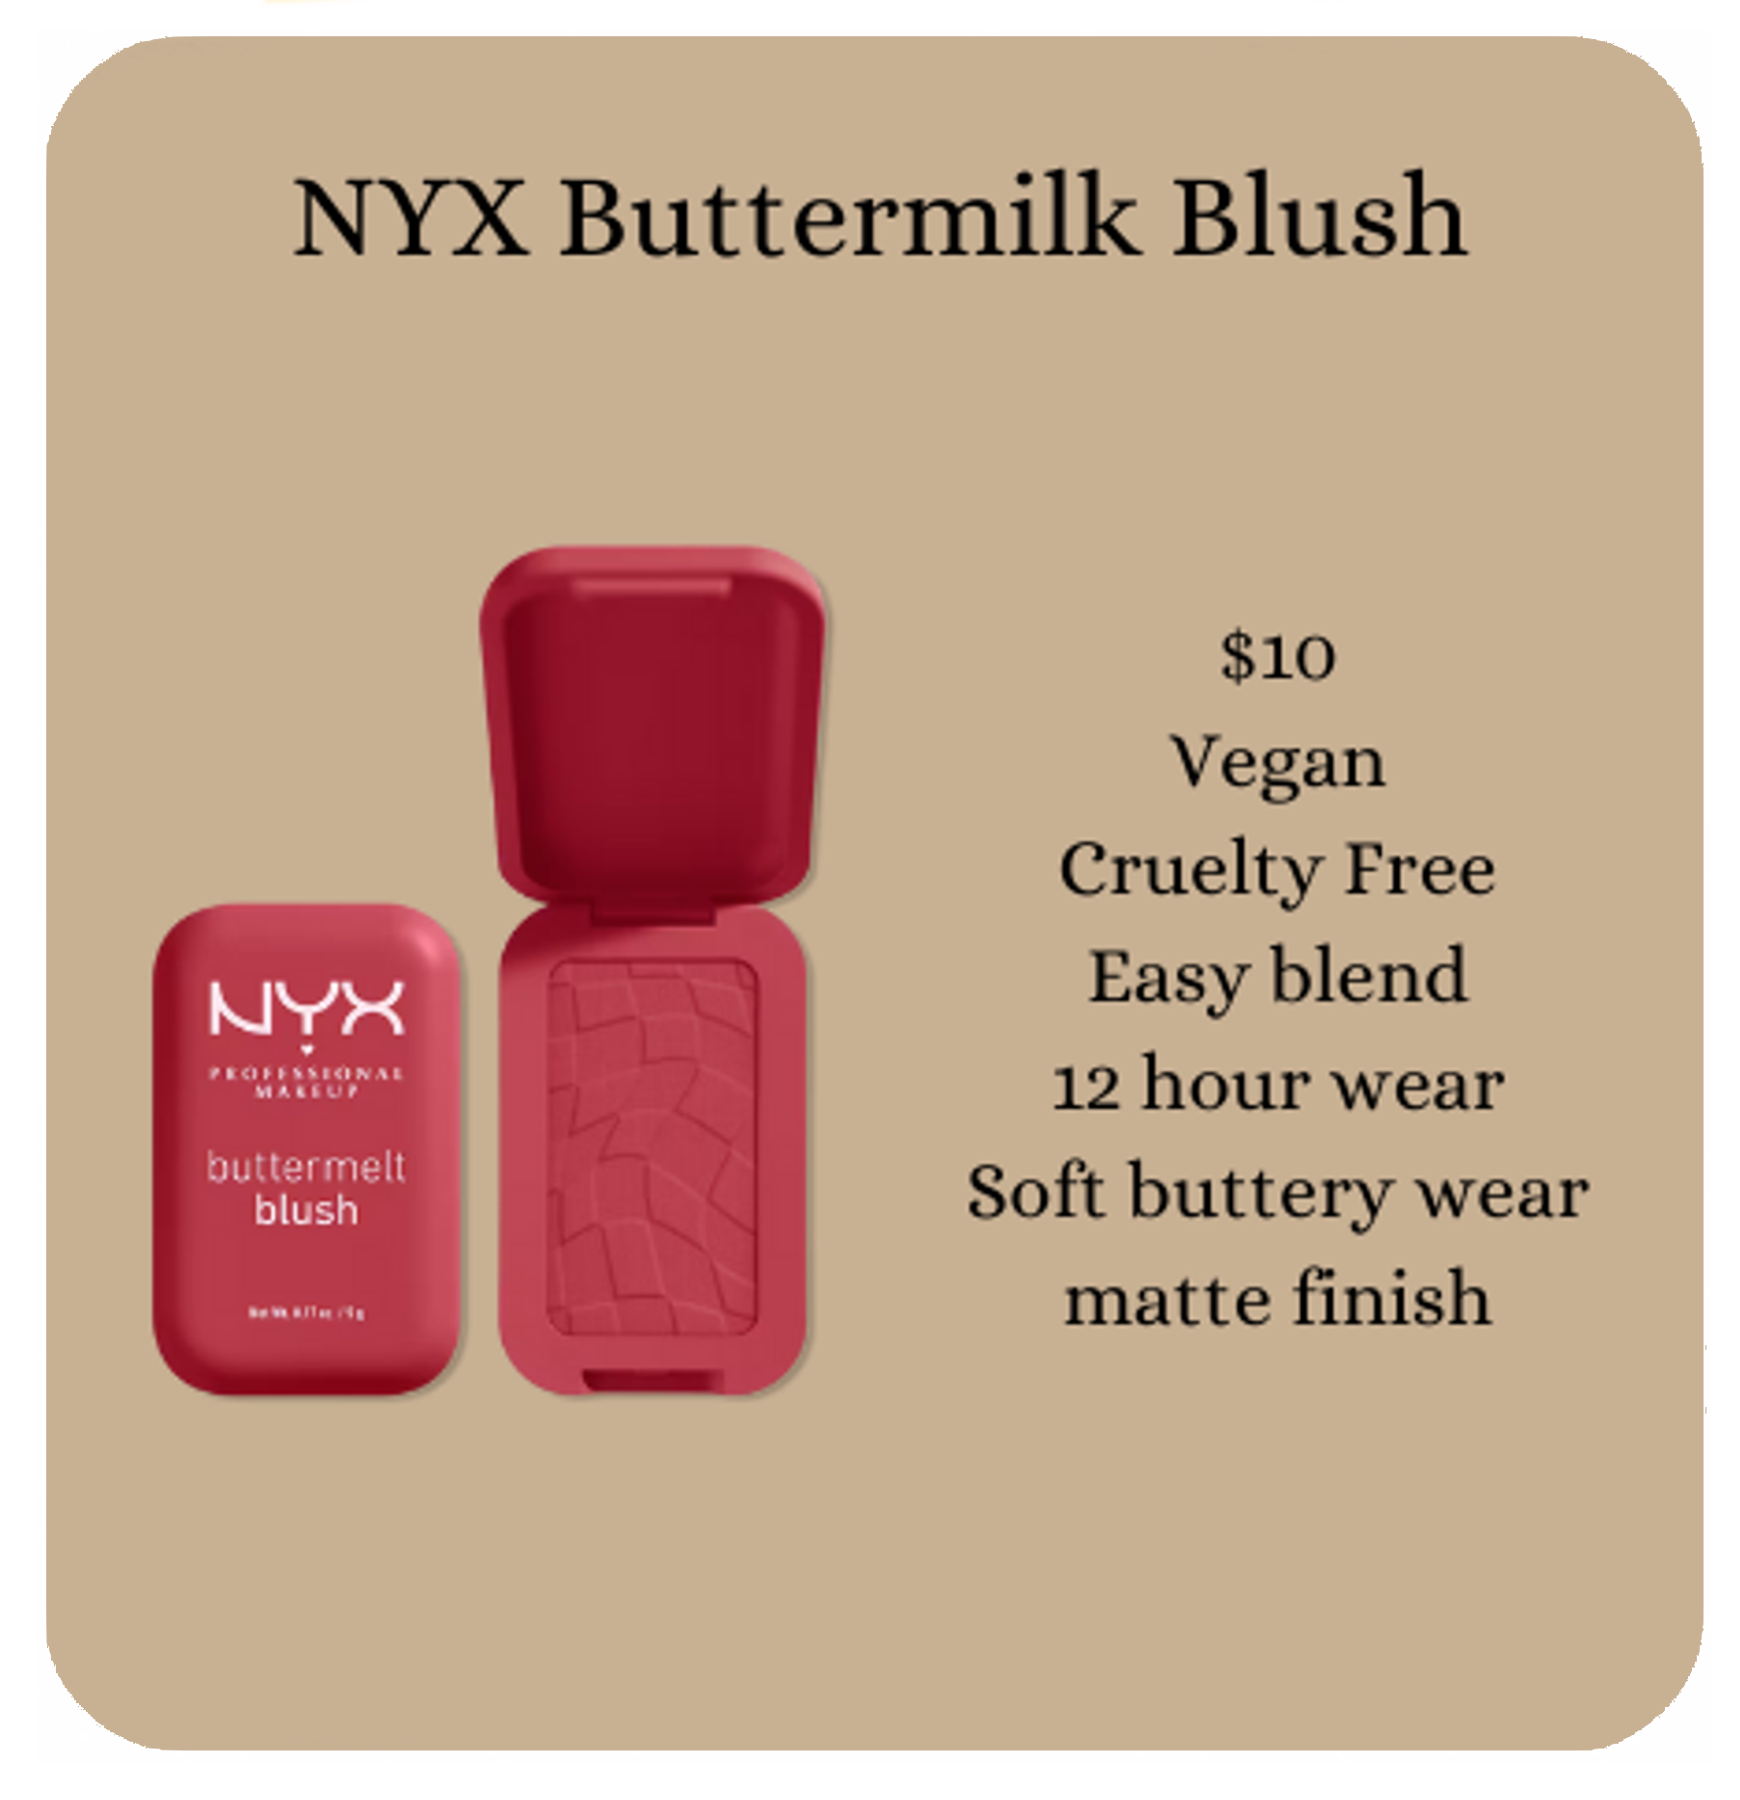 NYX Buttermilk Blush
$10
Vegan
Cruelty Free
Easy blend
12 hour wear
Soft buttery wear
matte finish
NYX
PROFESSIONAL
MAKEUP
buttermelt
blush